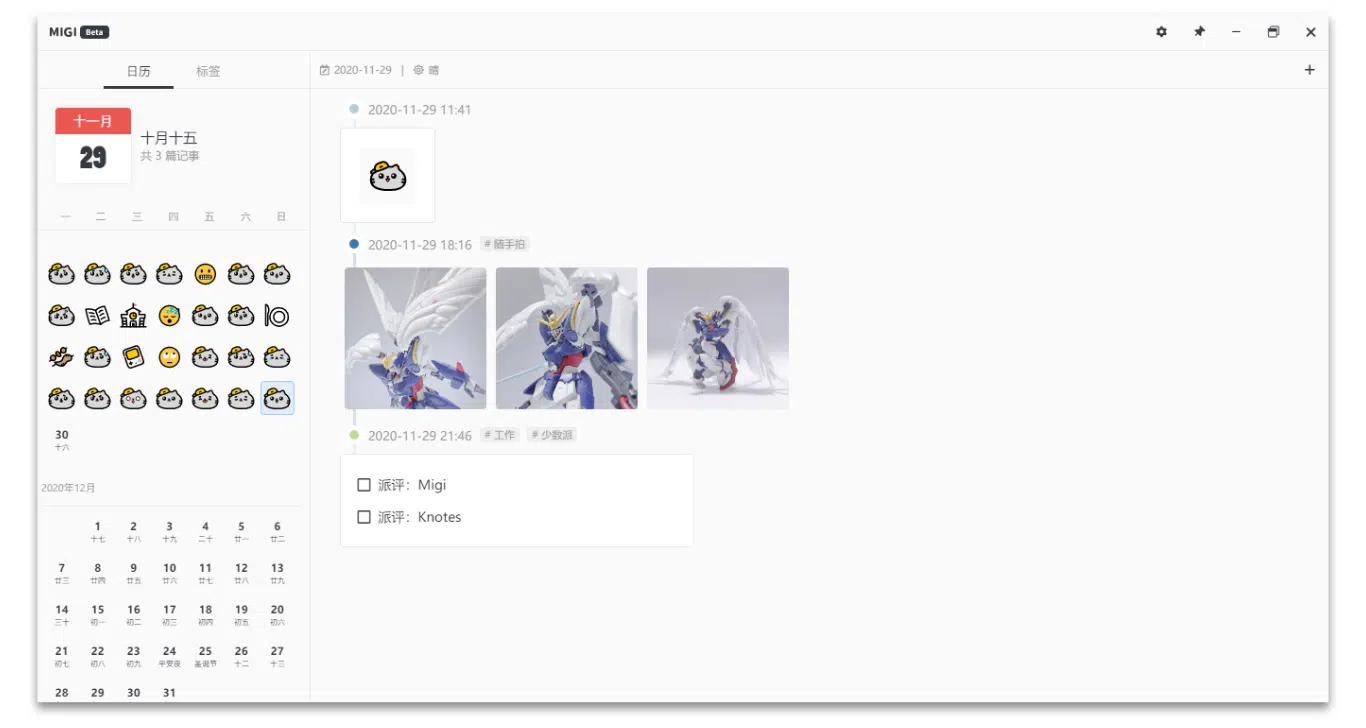 MIGI Beta
日历 标签
2020-11-29 | 晴
十一月
29
十月十五
共 3 篇记事
一 二 三 四 五 六 日
30
十六
2020年12月
1 2 3 4 5 6
十七 十八 十九 二十 廿一 廿二
7 8 9 10 11 12 13
廿三 廿四 廿五 廿六 廿七 廿八 廿九
14 15 16 17 18 19 20
三十 初一 初二 初三 初四 初五 初六
21 22 23 24 25 26 27
初七 初八 初九 平安夜 圣诞节 十二 十三
28 29 30 31
2020-11-29 11:41
2020-11-29 18:16 # 随手拍
2020-11-29 21:46 # 工作 # 少数派
派评：Migi
派评：Knotes